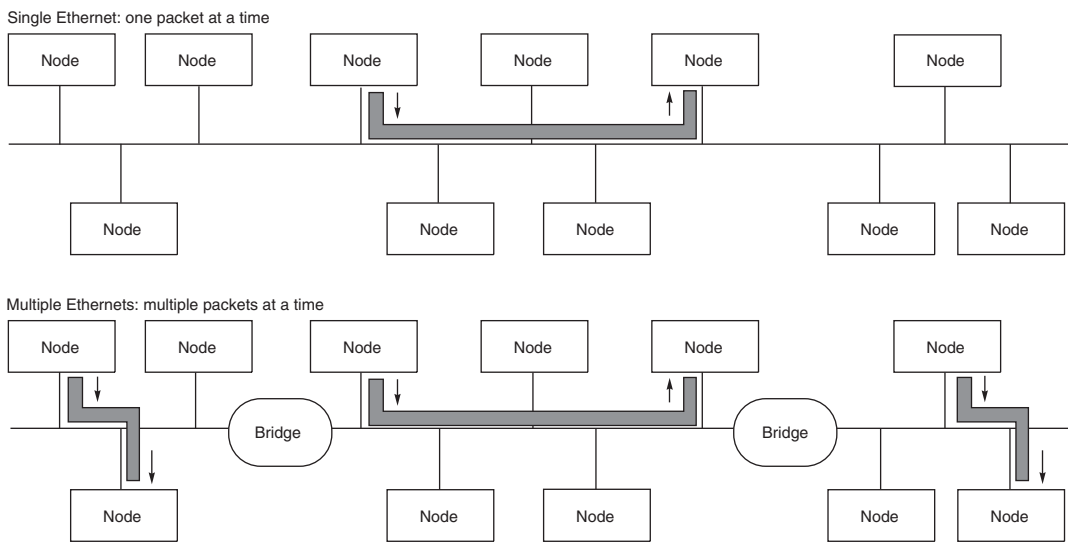 Single Ethernet: one packet at a time
Node Node Node Node Node Node
Node Node Node Node Node
Multiple Ethernets: multiple packets at a time
Node Node Node Node Node Node
Bridge Bridge
Node Node Node Node Node